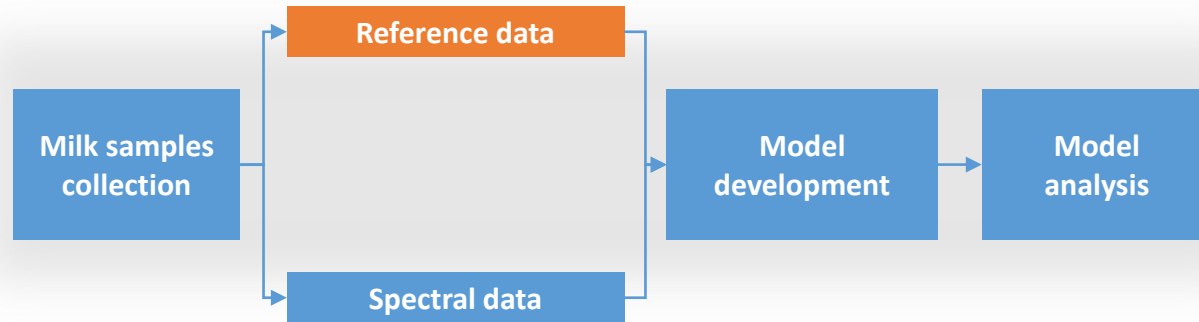 Reference data
Milk samples
collection
Model
development
Model
analysis
Spectral data